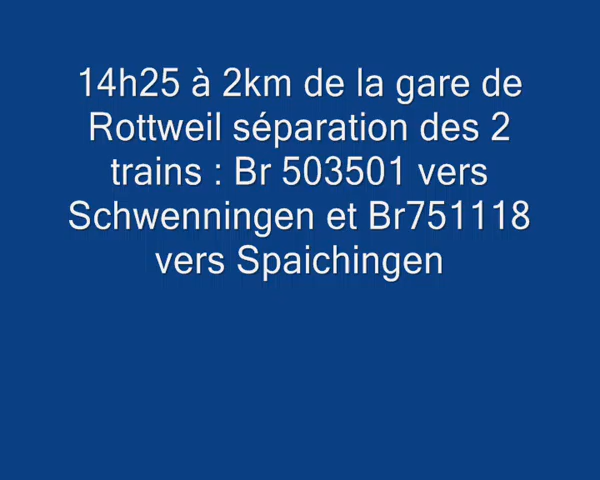 14h25 à 2km de la gare de
Rottweil séparation des 2
trains : Br 503501 vers
Schwenningen et Br751118
vers Spaichingen